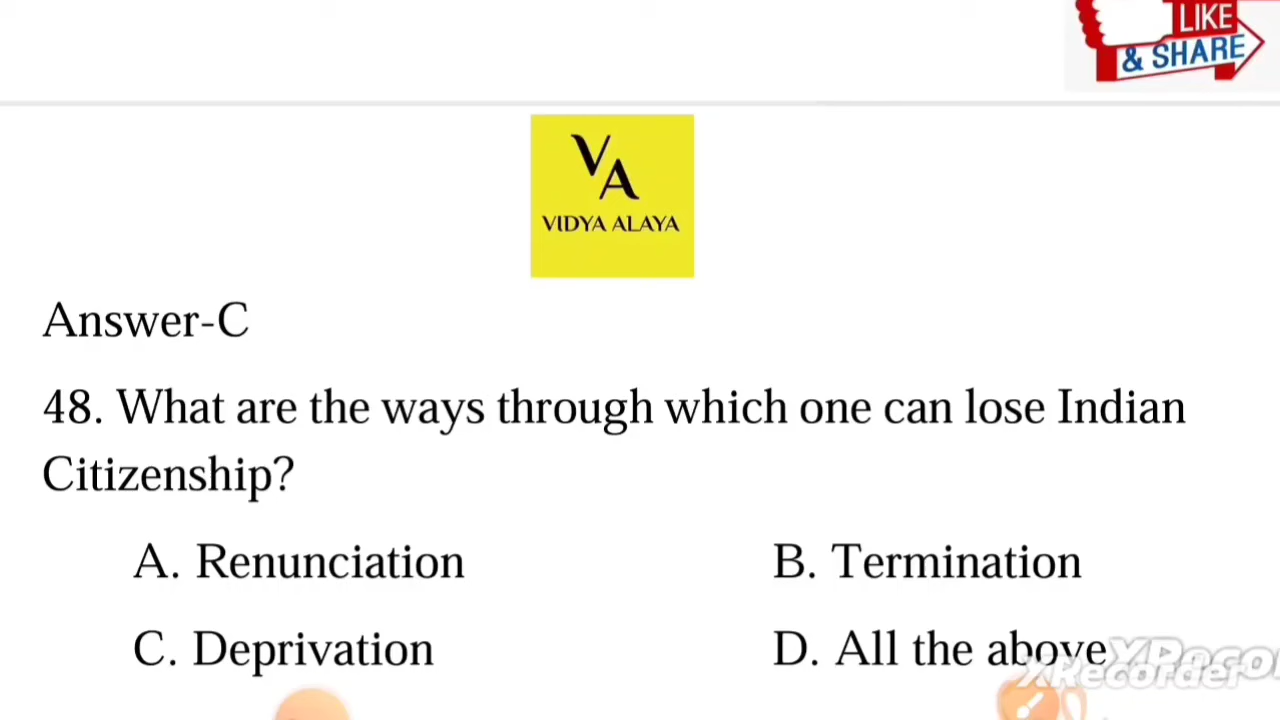 LIKE
& SHARE
VA
VIDYA ALAYA
Answer-C
48. What are the ways through which one can lose Indian
Citizenship?
A. Renunciation B. Termination
C. Deprivation D. All the above
XRecorder